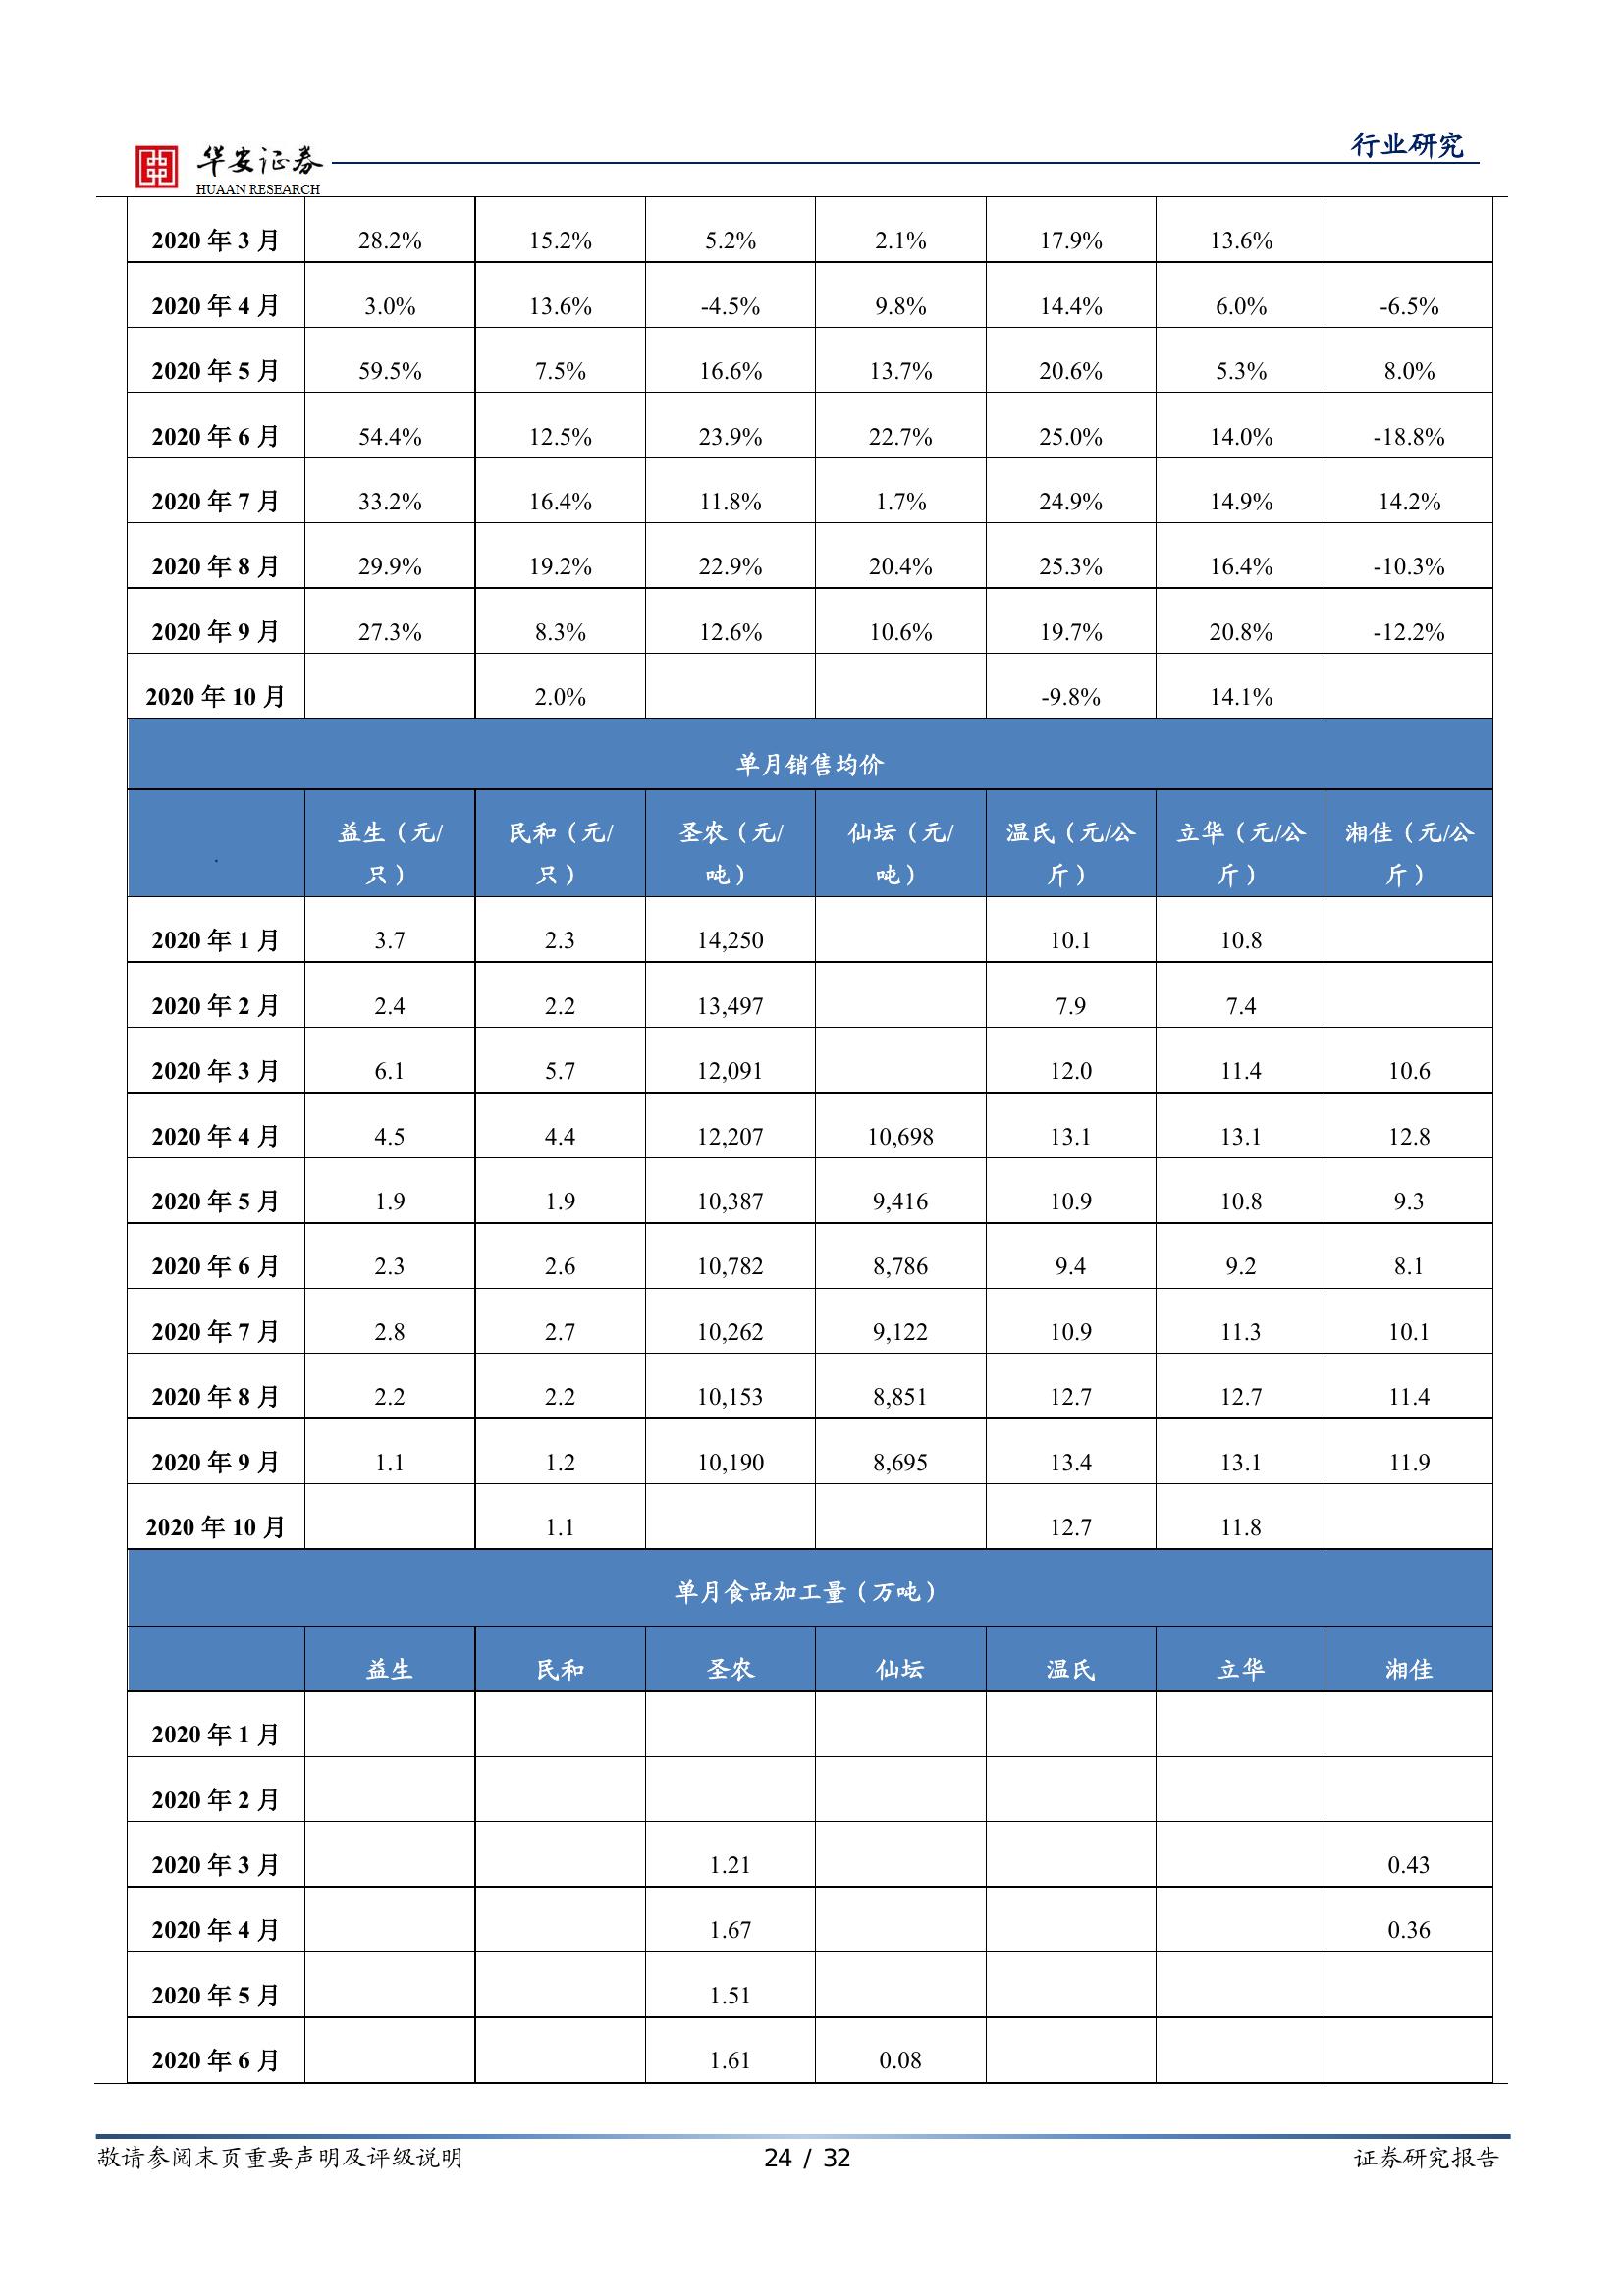 行业研究
华安证券
HUAAN RESEARCH
2020 年 3 月 28.2% 15.2% 5.2% 2.1% 17.9% 13.6%
2020 年 4 月 3.0% 13.6% -4.5% 9.8% 14.4% 6.0% -6.5%
2020 年 5 月 59.5% 7.5% 16.6% 13.7% 20.6% 5.3% 8.0%
2020 年 6 月 54.4% 12.5% 23.9% 22.7% 25.0% 14.0% -18.8%
2020 年 7 月 33.2% 16.4% 11.8% 1.7% 24.9% 14.9% 14.2%
2020 年 8 月 29.9% 19.2% 22.9% 20.4% 25.3% 16.4% -10.3%
2020 年 9 月 27.3% 8.3% 12.6% 10.6% 19.7% 20.8% -12.2%
2020 年 10 月 2.0% -9.8% 14.1%
单月销售均价
益生（元/ 民和（元/ 圣农（元/ 仙坛（元/ 温氏（元/公 立华（元/公 湘佳（元/公
. 只） 只） 吨） 吨） 斤） 斤） 斤）
2020 年 1 月 3.7 2.3 14,250 10.1 10.8
2020 年 2 月 2.4 2.2 13,497 7.9 7.4
2020 年 3 月 6.1 5.7 12,091 12.0 11.4 10.6
2020 年 4 月 4.5 4.4 12,207 10,698 13.1 13.1 12.8
2020 年 5 月 1.9 1.9 10,387 9,416 10.9 10.8 9.3
2020 年 6 月 2.3 2.6 10,782 8,786 9.4 9.2 8.1
2020 年 7 月 2.8 2.7 10,262 9,122 10.9 11.3 10.1
2020 年 8 月 2.2 2.2 10,153 8,851 12.7 12.7 11.4
2020 年 9 月 1.1 1.2 10,190 8,695 13.4 13.1 11.9
2020 年 10 月 1.1 12.7 11.8
单月食品加工量（万吨）
益生 民和 圣农 仙坛 温氏 立华 湘佳
2020 年 1 月
2020 年 2 月
2020 年 3 月 1.21 0.43
2020 年 4 月 1.67 0.36
2020 年 5 月 1.51
2020 年 6 月 1.61 0.08
敬请参阅末页重要声明及评级说明 24 / 32 证券研究报告